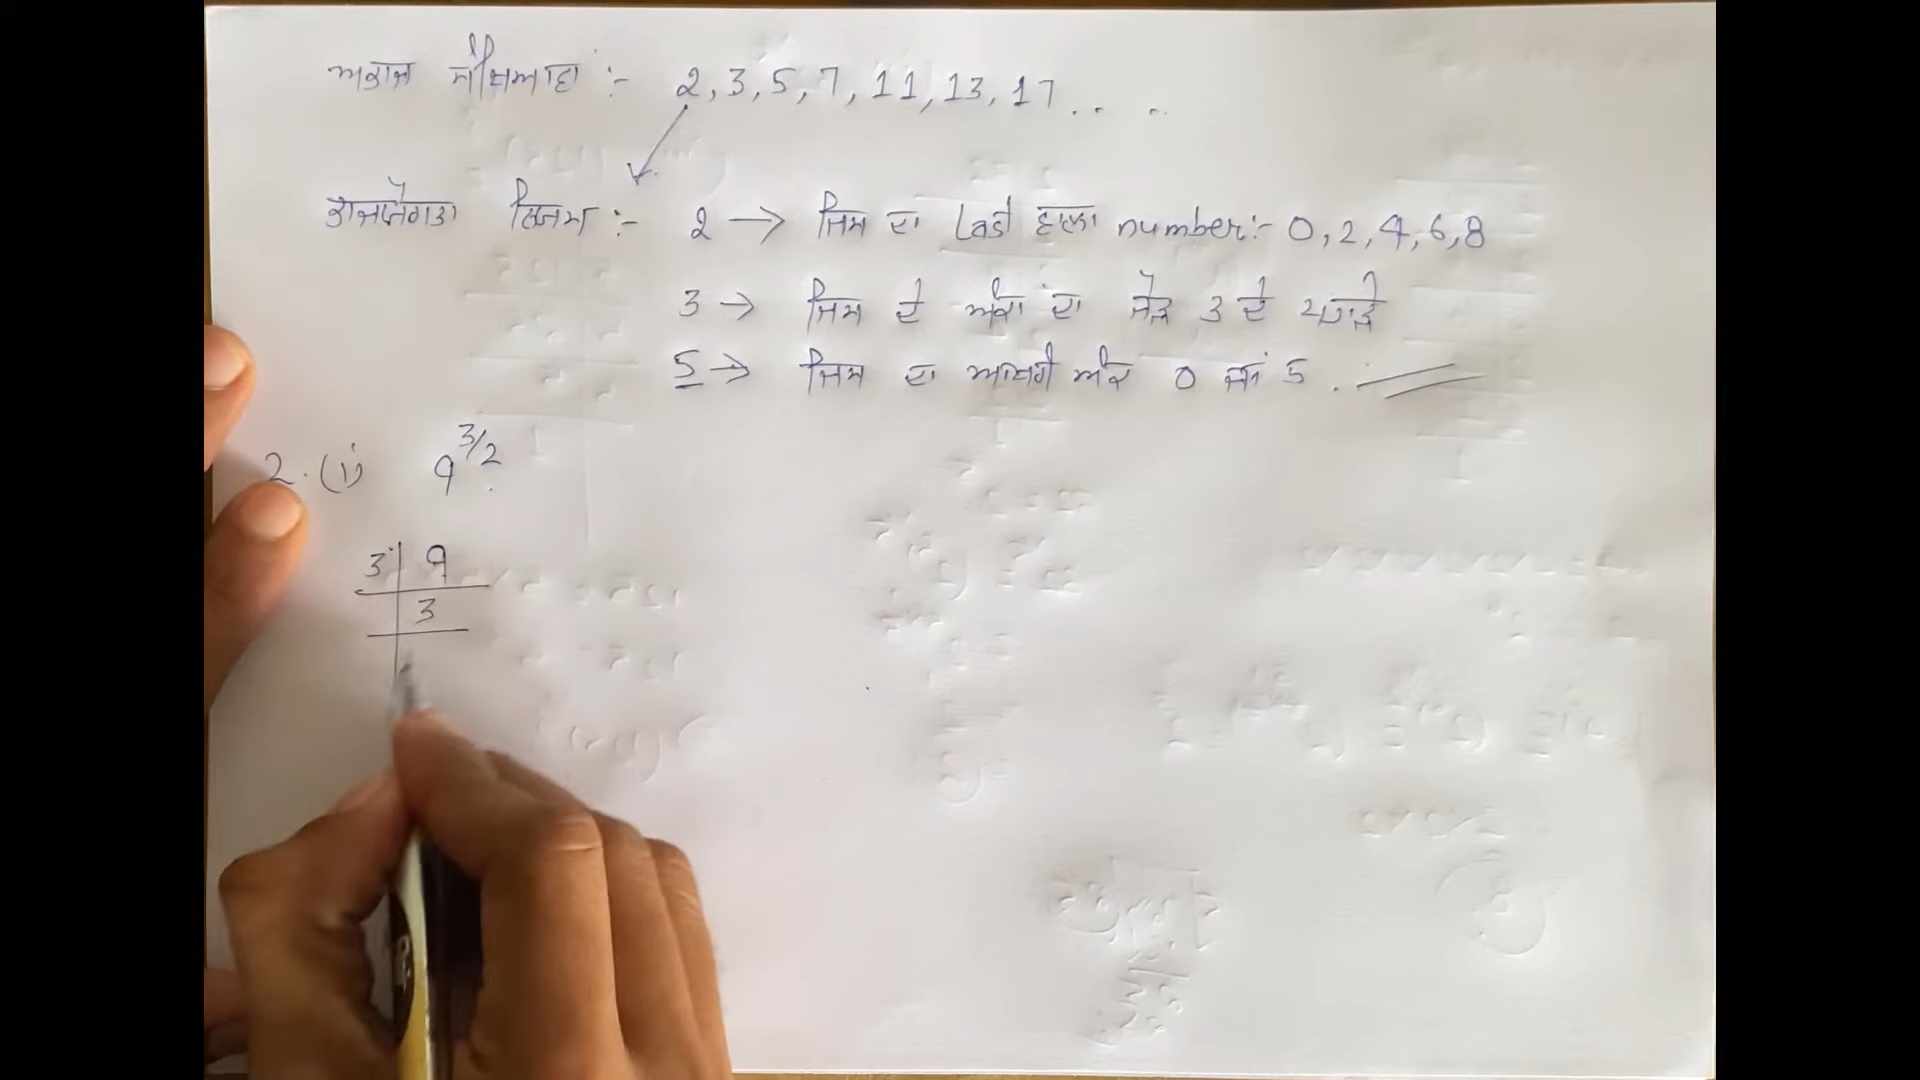 ਅਭਾਜ ਸੰਖਿਆਵਾਂ :- 2, 3, 5, 7, 11, 13, 17 . . . .
ਭਾਜਯੋਗਤਾ ਨਿਯਮ :- 2 → ਜਿਸ ਦਾ Last ਵਾਲਾ number:- 0, 2, 4, 6, 8
3 → ਜਿਸ ਦੇ ਅੰਕਾਂ ਦਾ ਜੋੜ 3 ਦੇ ਪਹਾੜੇ
5 → ਜਿਸ ਦਾ ਆਖਰੀ ਅੰਕ 0 ਜਾਂ 5 .
2. (i) 9^3/2
3 | 9
3